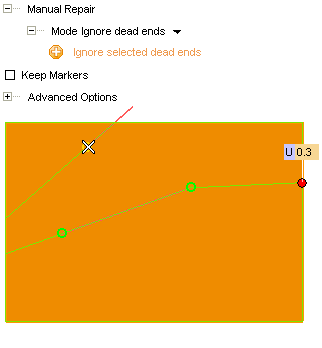 Manual Repair
Mode Ignore dead ends
Ignore selected dead ends
Keep Markers
Advanced Options
U 0.3